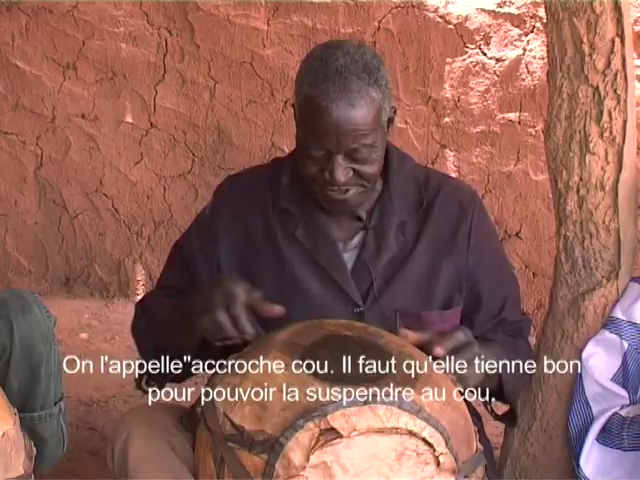 On l'appelle"accroche cou. Il faut qu'elle tienne bon
pour pouvoir la suspendre au cou.